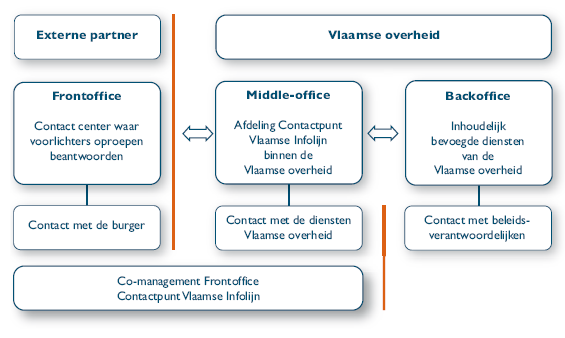 Externe partner
Vlaamse overheid
Frontoffice
Contact center waar
voorlichters oproepen
beantwoorden
Middle-office
Afdeling Contactpunt
Vlaamse Infolijn
binnen de
Vlaamse overheid
Backoffice
Inhoudelijk
bevoegde diensten
van de
Vlaamse overheid
Contact met de burger
Contact met de diensten
Vlaamse overheid
Contact met beleids-
verantwoordelijken
Co-management Frontoffice
Contactpunt Vlaamse Infolijn